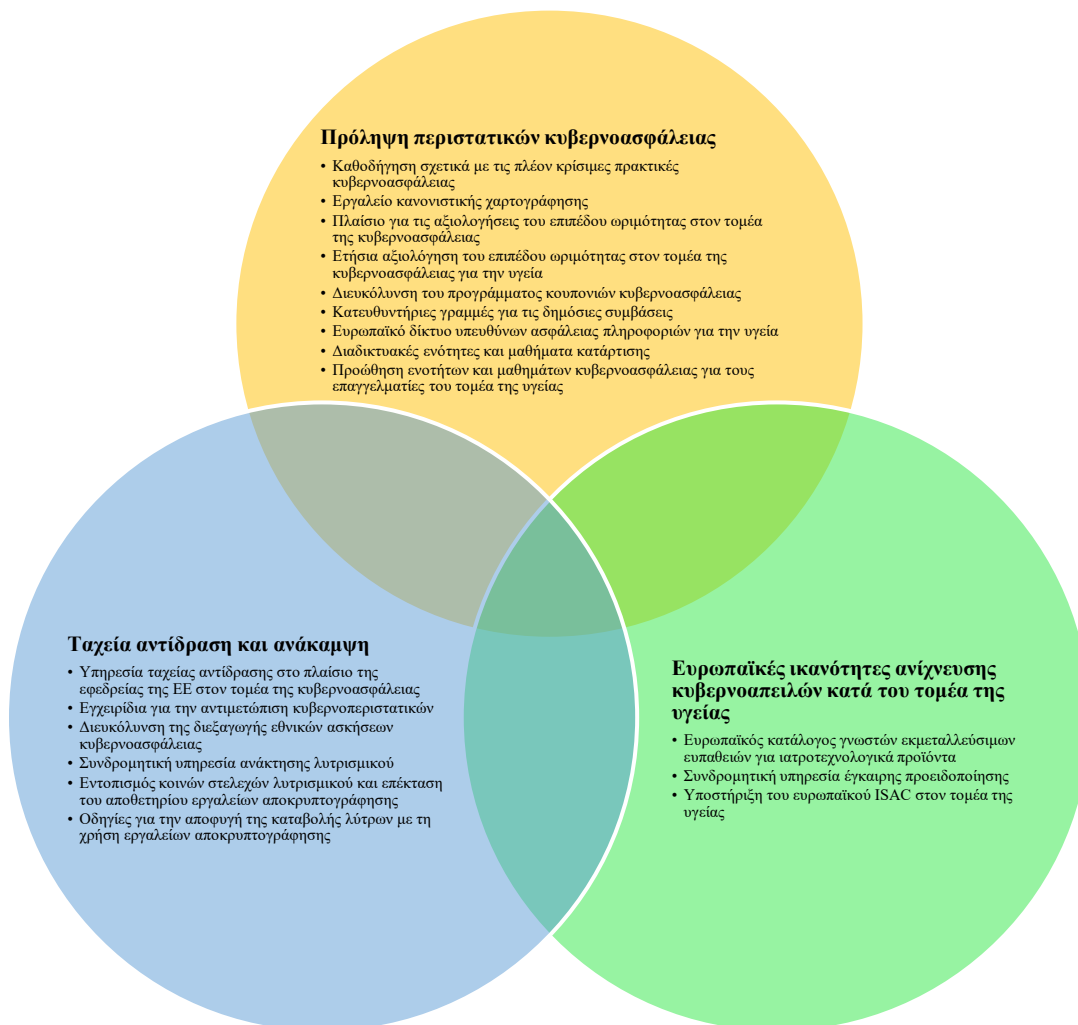 Πρόληψη περιστατικών κυβερνοασφάλειας
• Καθοδήγηση σχετικά με τις πλέον κρίσιμες πρακτικές
κυβερνοασφάλειας
• Εργαλείο κανονιστικής χαρτογράφησης
• Πλαίσιο για τις αξιολογήσεις του επιπέδου ωριμότητας στον τομέα
της κυβερνοασφάλειας
• Ετήσια αξιολόγηση του επιπέδου ωριμότητας στον τομέα της
κυβερνοασφάλειας για την υγεία
• Διευκόλυνση του προγράμματος κουπονιών κυβερνοασφάλειας
• Κατευθυντήριες γραμμές για τις δημόσιες συμβάσεις
• Ευρωπαϊκό δίκτυο υπευθύνων ασφάλειας πληροφοριών για την υγεία
• Διαδικτυακές ενότητες και μαθήματα κατάρτισης
• Προώθηση ενοτήτων και μαθημάτων κυβερνοασφάλειας για τους
επαγγελματίες του τομέα της υγείας
Ταχεία αντίδραση και ανάκαμψη
• Υπηρεσία ταχείας αντίδρασης στο πλαίσιο της
εφεδρείας της ΕΕ στον τομέα της κυβερνοασφάλειας
• Εγχειρίδια για την αντιμετώπιση κυβερνοπεριστατικών
• Διευκόλυνση της διεξαγωγής εθνικών ασκήσεων
κυβερνοασφάλειας
• Συνδρομητική υπηρεσία ανάκτησης λυτρισμικού
• Εντοπισμός κοινών στελεχών λυτρισμικού και επέκταση
του αποθετηρίου εργαλείων αποκρυπτογράφησης
• Οδηγίες για την αποφυγή της καταβολής λύτρων με τη
χρήση εργαλείων αποκρυπτογράφησης
Ευρωπαϊκές ικανότητες ανίχνευσης
κυβερνοαπειλών κατά του τομέα της
υγείας
• Ευρωπαϊκός κατάλογος γνωστών εκμεταλλεύσιμων
ευπαθειών για ιατροτεχνολογικά προϊόντα
• Συνδρομητική υπηρεσία έγκαιρης προειδοποίησης
• Υποστήριξη του ευρωπαϊκού ISAC στον τομέα της
υγείας